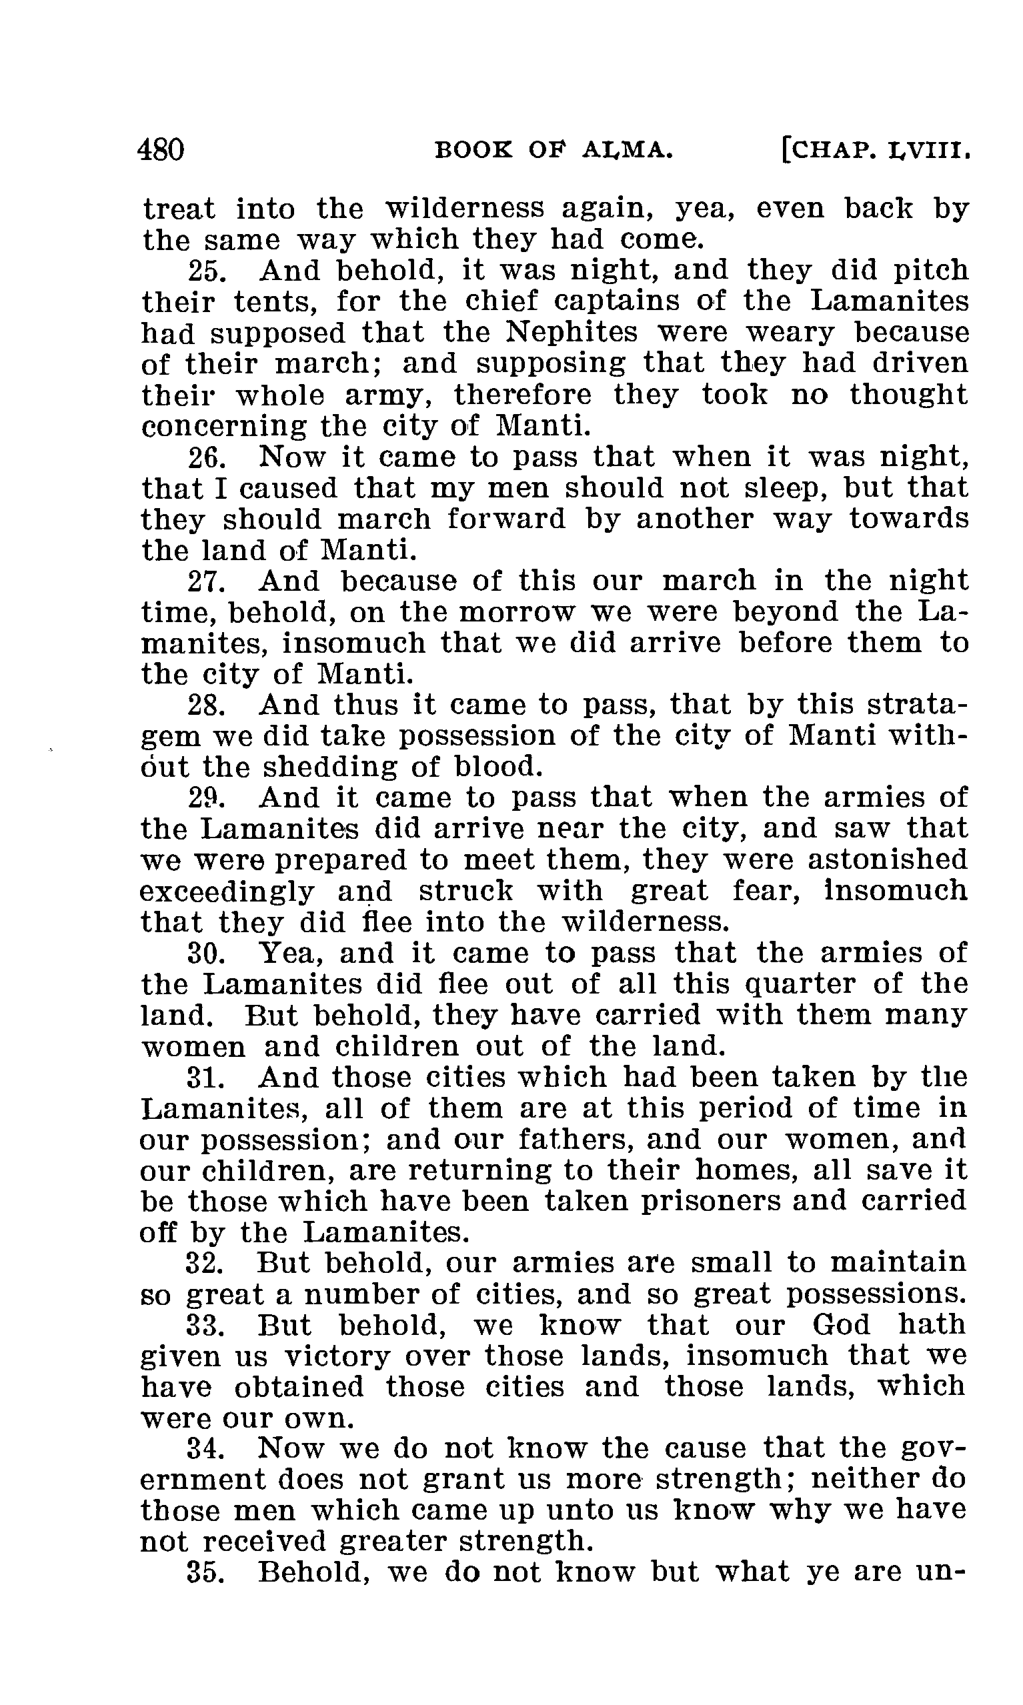 480 BOOK OF ALMA. [CHAP. LVIII.
treat into the wilderness again, yea, even back by
the same way which they had come.
25. And behold, it was night, and they did pitch
their tents, for the chief captains of the Lamanites
had supposed that the Nephites were weary because
of their march; and supposing that they had driven
their whole army, therefore they took no thought
concerning the city of Manti.
26. Now it came to pass that when it was night,
that I caused that my men should not sleep, but that
they should march forward by another way towards
the land of Manti.
27. And because of this our march in the night
time, behold, on the morrow we were beyond the La-
manites, insomuch that we did arrive before them to
the city of Manti.
28. And thus it came to pass, that by this strata-
gem we did take possession of the city of Manti with-
out the shedding of blood.
29. And it came to pass that when the armies of
the Lamanites did arrive near the city, and saw that
we were prepared to meet them, they were astonished
exceedingly and struck with great fear, insomuch
that they did flee into the wilderness.
30. Yea, and it came to pass that the armies of
the Lamanites did flee out of all this quarter of the
land. But behold, they have carried with them many
women and children out of the land.
31. And those cities which had been taken by the
Lamanites, all of them are at this period of time in
our possession; and our fathers, and our women, and
our children, are returning to their homes, all save it
be those which have been taken prisoners and carried
off by the Lamanites.
32. But behold, our armies are small to maintain
so great a number of cities, and so great possessions.
33. But behold, we know that our God hath
given us victory over those lands, insomuch that we
have obtained those cities and those lands, which
were our own.
34. Now we do not know the cause that the gov-
ernment does not grant us more strength; neither do
those men which came up unto us know why we have
not received greater strength.
35. Behold, we do not know but what ye are un-